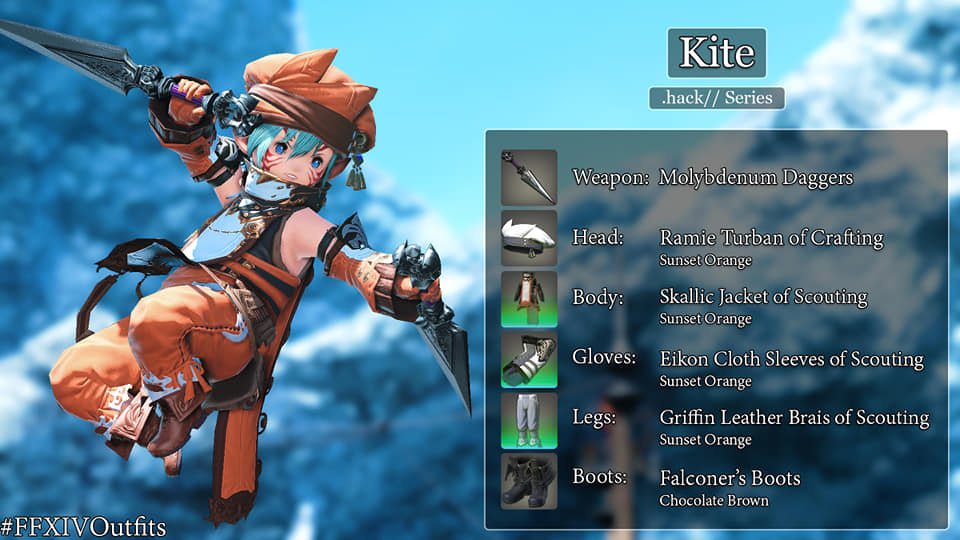 Kite
.hack// Series
Weapon: Molybdenum Daggers
Head: Ramie Turban of Crafting
Sunset Orange
Body: Skallic Jacket of Scouting
Sunset Orange
Gloves: Eikon Cloth Sleeves of Scouting
Sunset Orange
Legs: Griffin Leather Brais of Scouting
Sunset Orange
Boots: Falconer's Boots
Chocolate Brown
#FFXIVOutfits